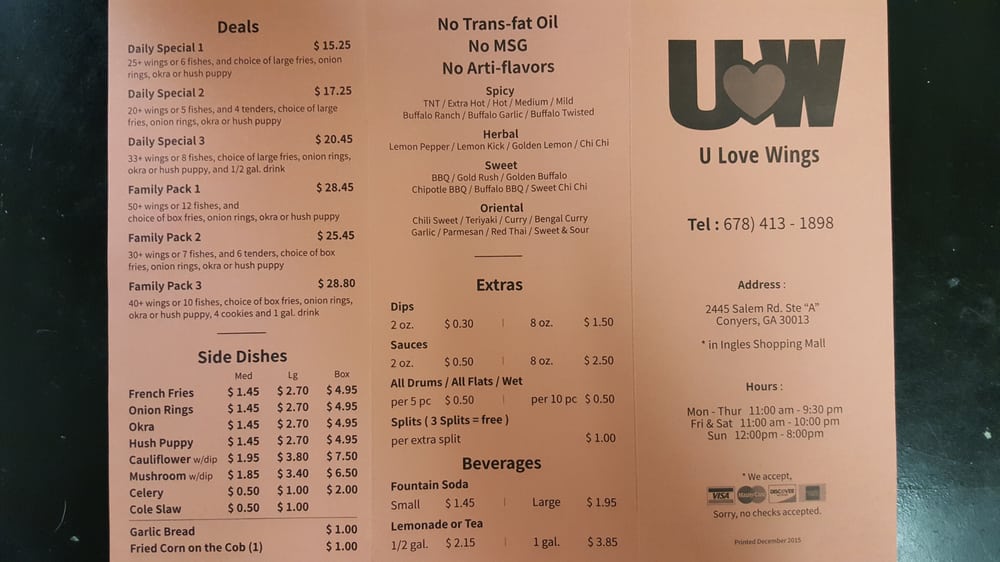 Deals
Daily Special 1 $ 15.25
25+ wings or 6 fishes, and choice of large fries, onion
rings, okra or hush puppy
Daily Special 2 $ 17.25
20+ wings or 5 fishes, and 4 tenders, choice of large
fries, onion rings, okra or hush puppy
Daily Special 3 $ 20.45
33+ wings or 8 fishes, choice of large fries, onion rings,
okra or hush puppy, and 1/2 gal. drink
Family Pack 1 $ 28.45
50+ wings or 12 fishes, and
choice of box fries, onion rings, okra or hush puppy
Family Pack 2 $ 25.45
30+ wings or 7 fishes, and 6 tenders, choice of box
fries, onion rings, okra or hush puppy
Family Pack 3 $ 28.80
40+ wings or 10 fishes, choice of box fries, onion rings,
okra or hush puppy, 4 cookies and 1 gal. drink
Side Dishes
Med Lg Box
French Fries $ 1.45 $ 2.70 $ 4.95
Onion Rings $ 1.45 $ 2.70 $ 4.95
Okra $ 1.45 $ 2.70 $ 4.95
Hush Puppy $ 1.45 $ 2.70 $ 4.95
Cauliflower w/dip $ 1.95 $ 3.80 $ 7.50
Mushroom w/dip $ 1.85 $ 3.40 $ 6.50
Celery $ 0.50 $ 1.00 $ 2.00
Cole Slaw $ 0.50 $ 1.00
Garlic Bread $ 1.00
Fried Corn on the Cob (1) $ 1.00
No Trans-fat Oil
No MSG
No Arti-flavors
Spicy
TNT / Extra Hot / Hot / Medium / Mild
Buffalo Ranch / Buffalo Garlic / Buffalo Twisted
Herbal
Lemon Pepper / Lemon Kick / Golden Lemon / Chi Chi
Sweet
BBQ / Gold Rush / Golden Buffalo
Chipotle BBQ / Buffalo BBQ / Sweet Chi Chi
Oriental
Chili Sweet / Teriyaki / Curry / Bengal Curry
Garlic / Parmesan / Red Thai / Sweet & Sour
Extras
Dips
2 oz. $ 0.30 | 8 oz. $ 1.50
Sauces
2 oz. $ 0.50 | 8 oz. $ 2.50
All Drums / All Flats / Wet
per 5 pc $ 0.50 | per 10 pc $ 0.50
Splits ( 3 Splits = free )
per extra split $ 1.00
Beverages
Fountain Soda
Small $ 1.45 | Large $ 1.95
Lemonade or Tea
1/2 gal. $ 2.15 | 1 gal. $ 3.85
U W
U Love Wings
Tel : 678) 413 - 1898
Address :
2445 Salem Rd. Ste "A"
Conyers, GA 30013
* in Ingles Shopping Mall
Hours :
Mon - Thur 11:00 am - 9:30 pm
Fri & Sat 11:00 am - 10:00 pm
Sun 12:00pm - 8:00pm
* We accept,
VISA MasterCard DISCOVER
Sorry, no checks accepted.
Printed December 2015